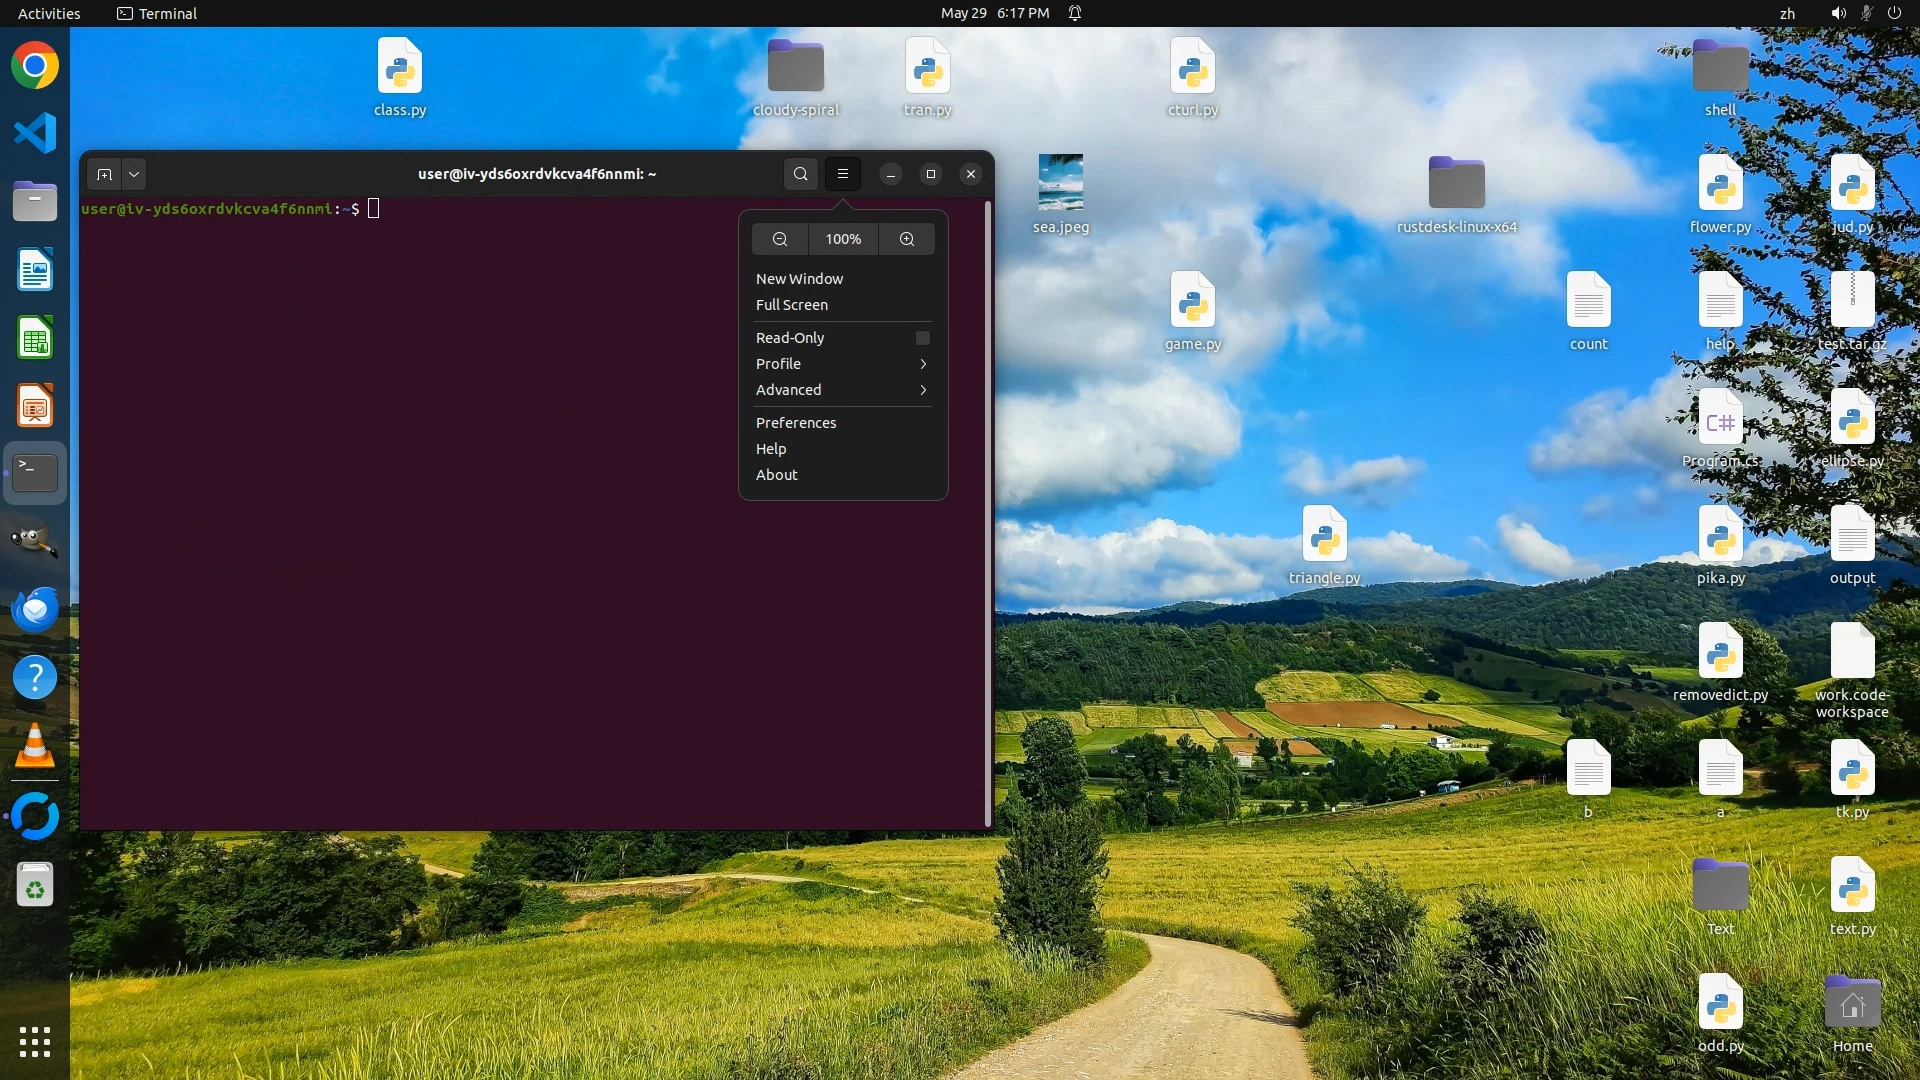 Activities
Terminal
May 29 6:17 PM
zh
class.py
cloudy-spiral
tran.py
cturl.py
shell
user@iv-yds6oxrdvkcva4f6nnmi: ~
user@iv-yds6oxrdvkcva4f6nnmi:~$
100%
New Window
Full Screen
Read-Only
Profile
Advanced
Preferences
Help
About
sea.jpeg
rustdesk-linux-x64
flower.py
jud.py
game.py
count
help
test.tar.gz
C#
Program.cs
ellipse.py
triangle.py
pika.py
output
removedict.py
work.code-
workspace
b
a
tk.py
Text
text.py
odd.py
Home